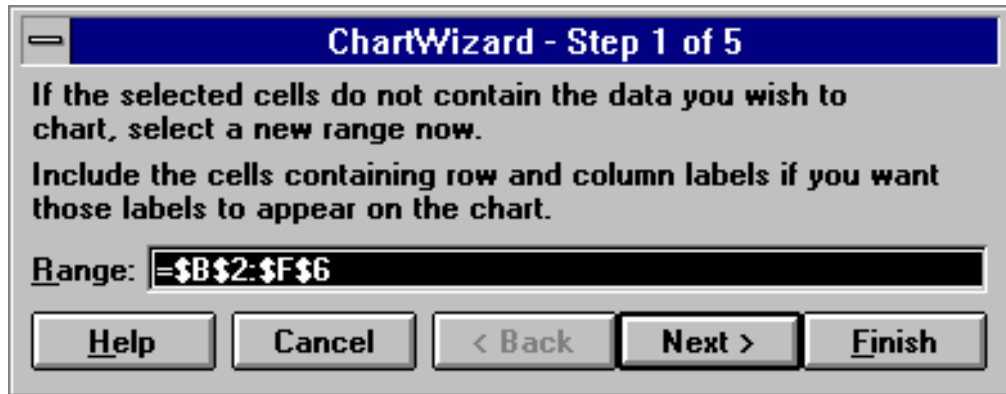 ChartWizard - Step 1 of 5
If the selected cells do not contain the data you wish to
chart, select a new range now.
Include the cells containing row and column labels if you want
those labels to appear on the chart.
Range: =$B$2:$F$6
Help Cancel < Back Next > Finish